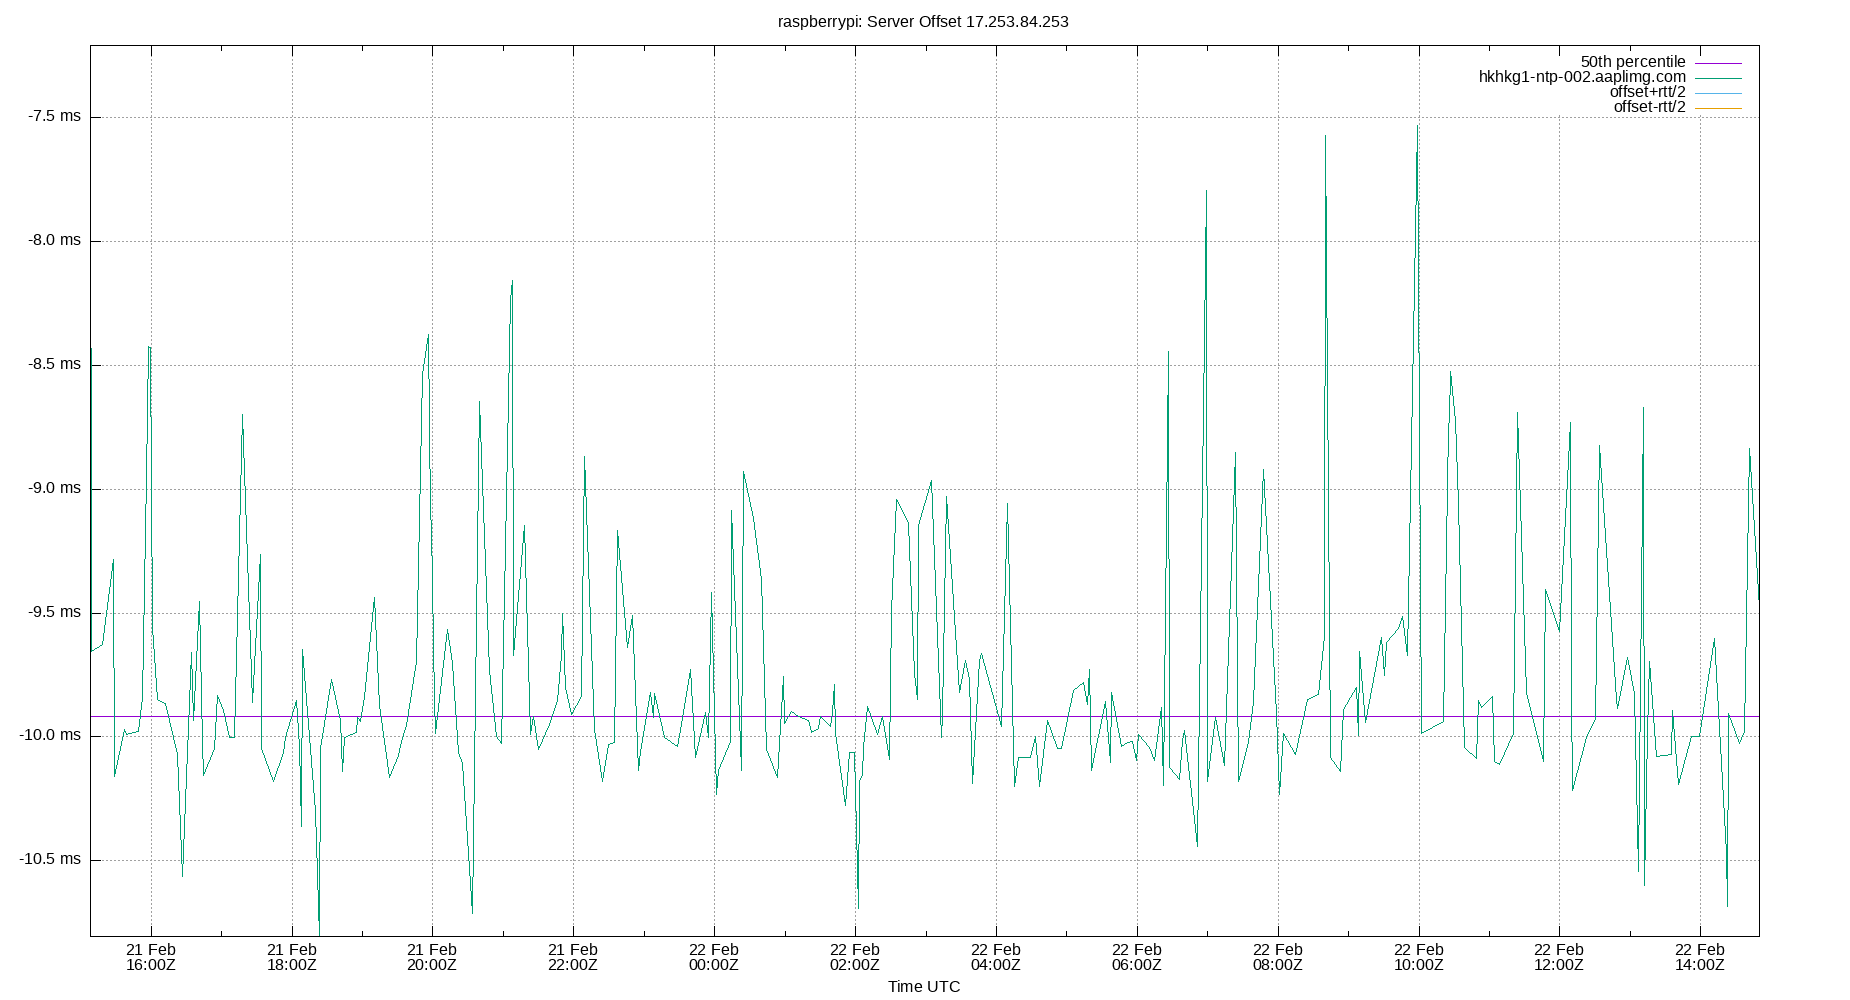 raspberrypi: Server Offset 17.253.84.253
50th percentile
hkhkg1-ntp-002.aaplimg.com
offset+rtt/2
offset-rtt/2
-7.5 ms
-8.0 ms
-8.5 ms
-9.0 ms
-9.5 ms
-10.0 ms
-10.5 ms
21 Feb 21 Feb 21 Feb 21 Feb 22 Feb 22 Feb 22 Feb 22 Feb 22 Feb 22 Feb 22 Feb 22 Feb
16:00Z 18:00Z 20:00Z 22:00Z 00:00Z 02:00Z 04:00Z 06:00Z 08:00Z 10:00Z 12:00Z 14:00Z
Time UTC